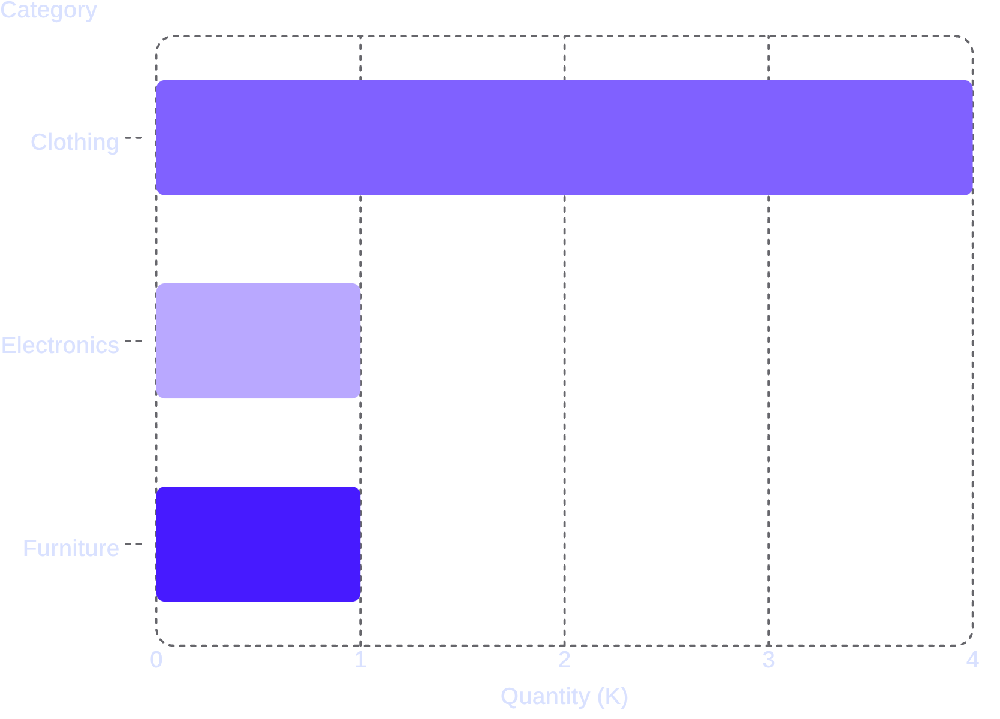 Category
Clothing
Electronics
Furniture
0 1 2 3 4
Quantity (K)